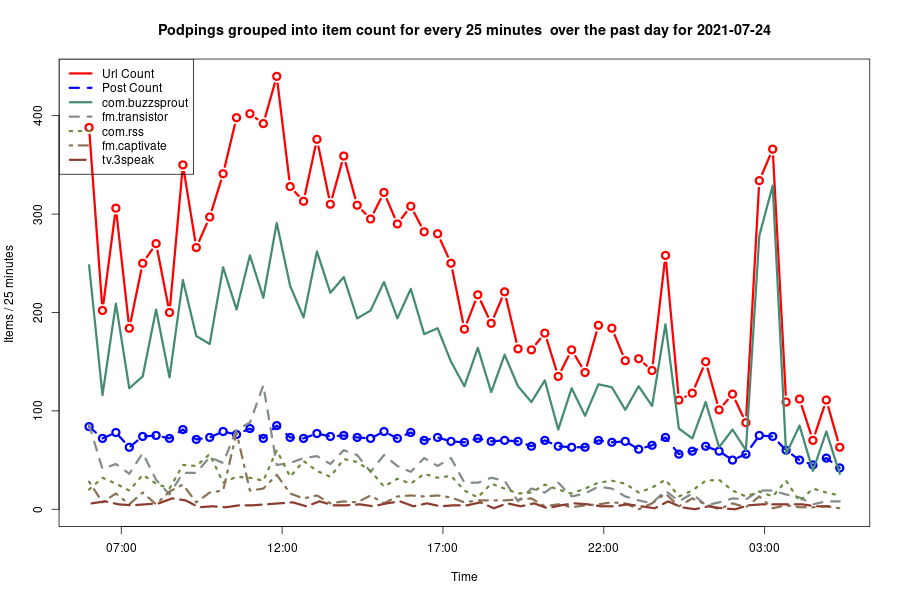 Podpings grouped into item count for every 25 minutes  over the past day for 2021-07-24
Url Count
Post Count
com.buzzsprout
fm.transistor
com.rss
fm.captivate
tv.3speak
Items / 25 minutes
400
300
200
100
0
07:00
12:00
17:00
22:00
03:00
Time